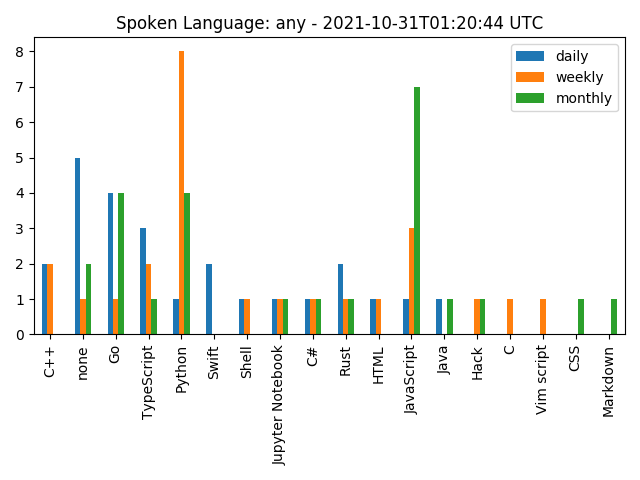 Spoken Language: any - 2021-10-31T01:20:44 UTC
daily
weekly
monthly
8
7
6
5
4
3
2
1
0
C++
none
Go
TypeScript
Python
Swift
Shell
Jupyter Notebook
C#
Rust
HTML
JavaScript
Java
Hack
C
Vim script
CSS
Markdown